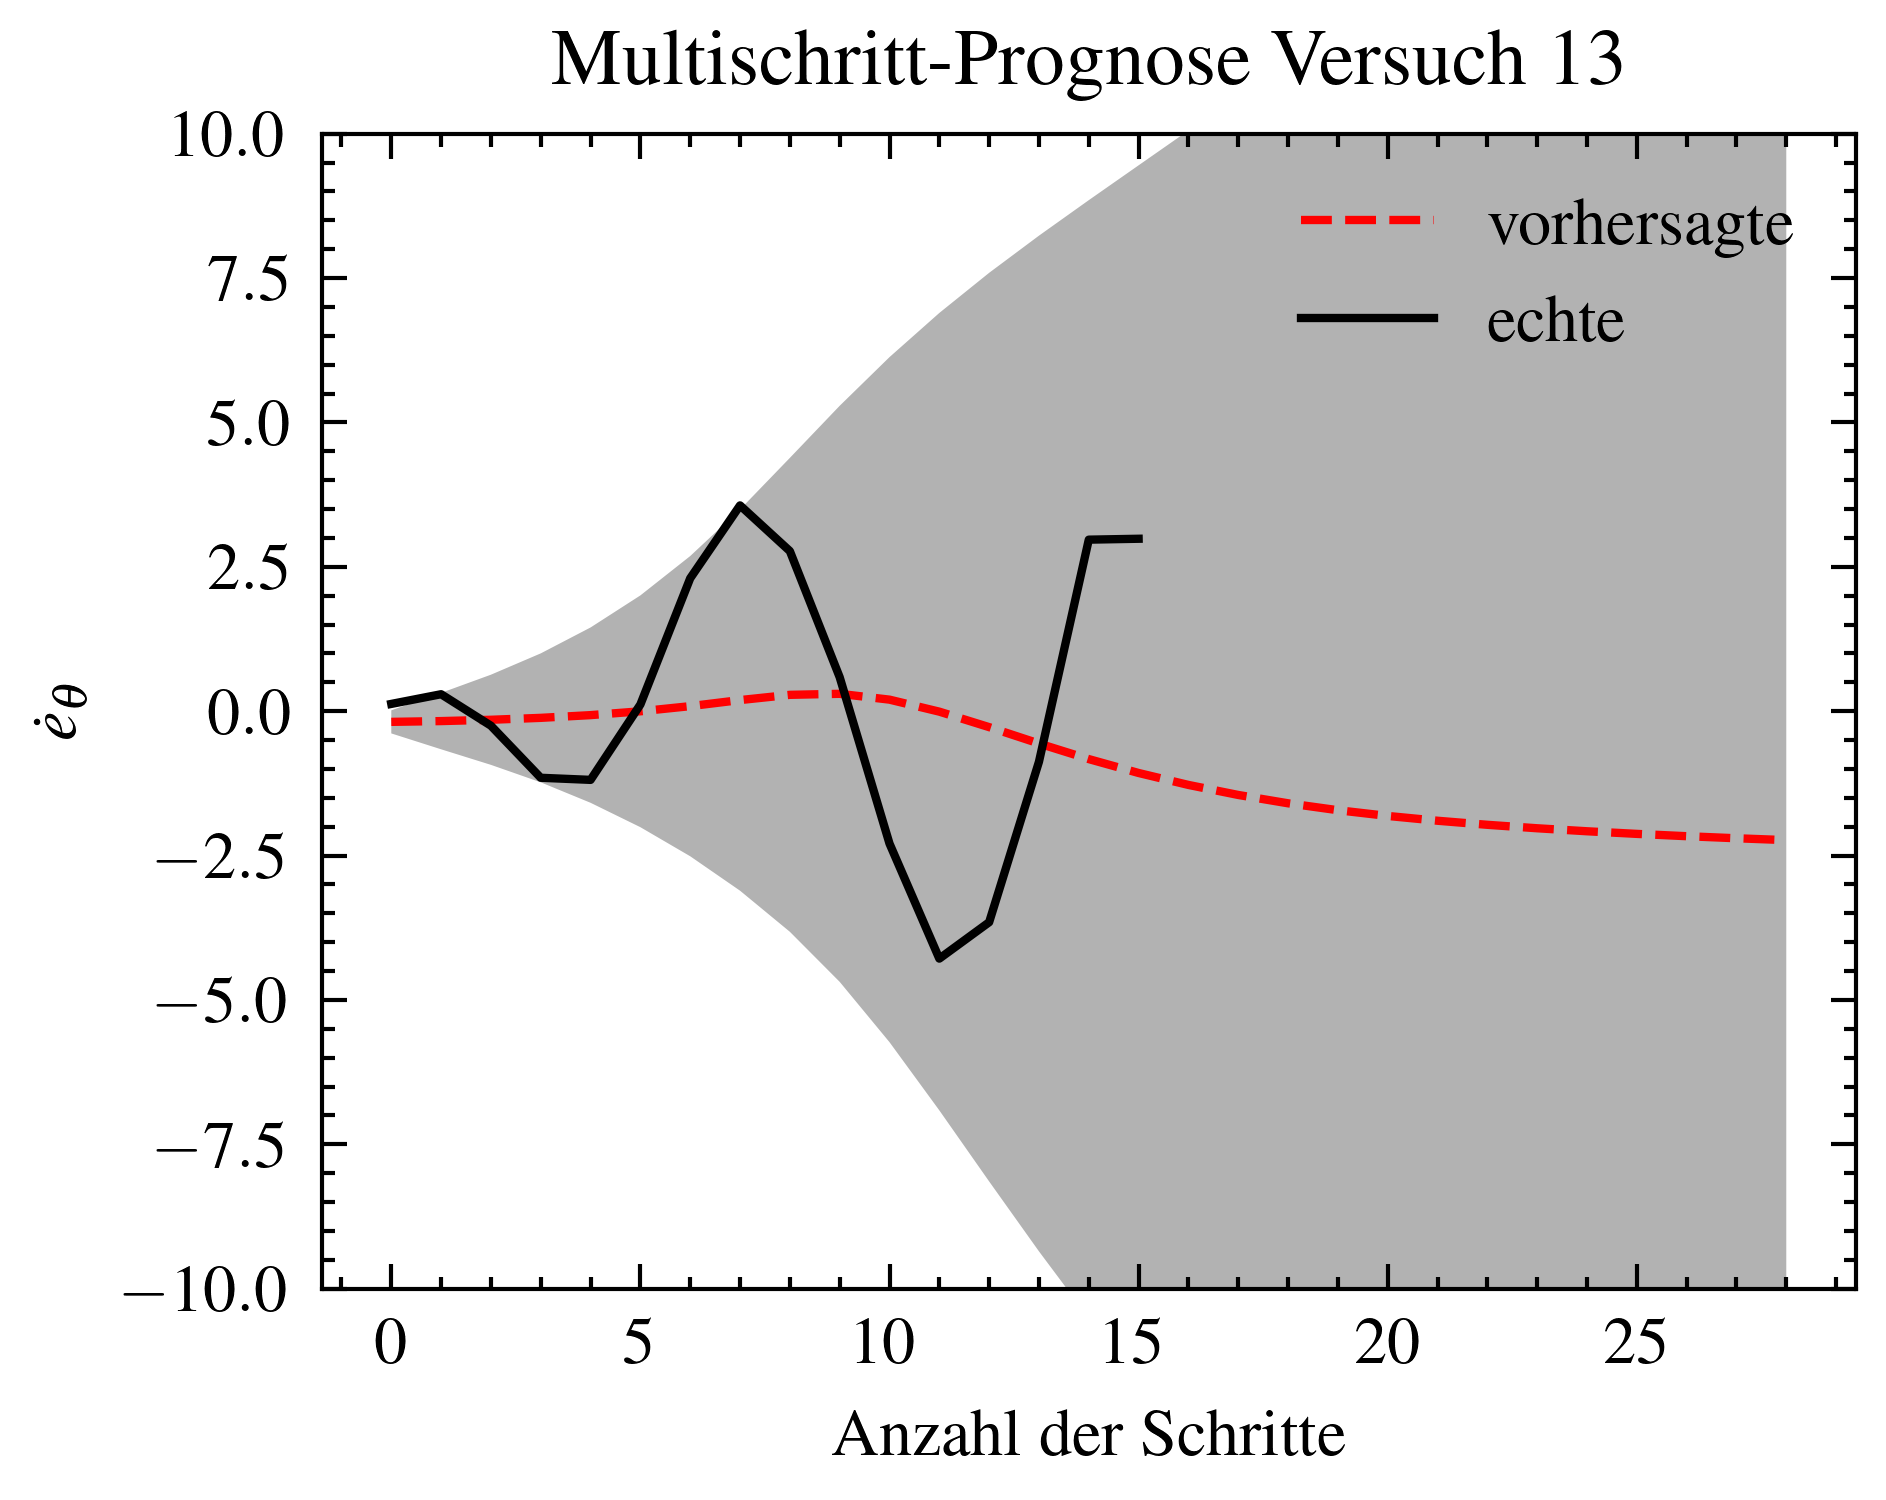 Multischritt-Prognose Versuch 13
10.0
7.5
5.0
2.5
0.0
−2.5
−5.0
−7.5
−10.0
ė_θ
vorhersagte
echte
0 5 10 15 20 25
Anzahl der Schritte